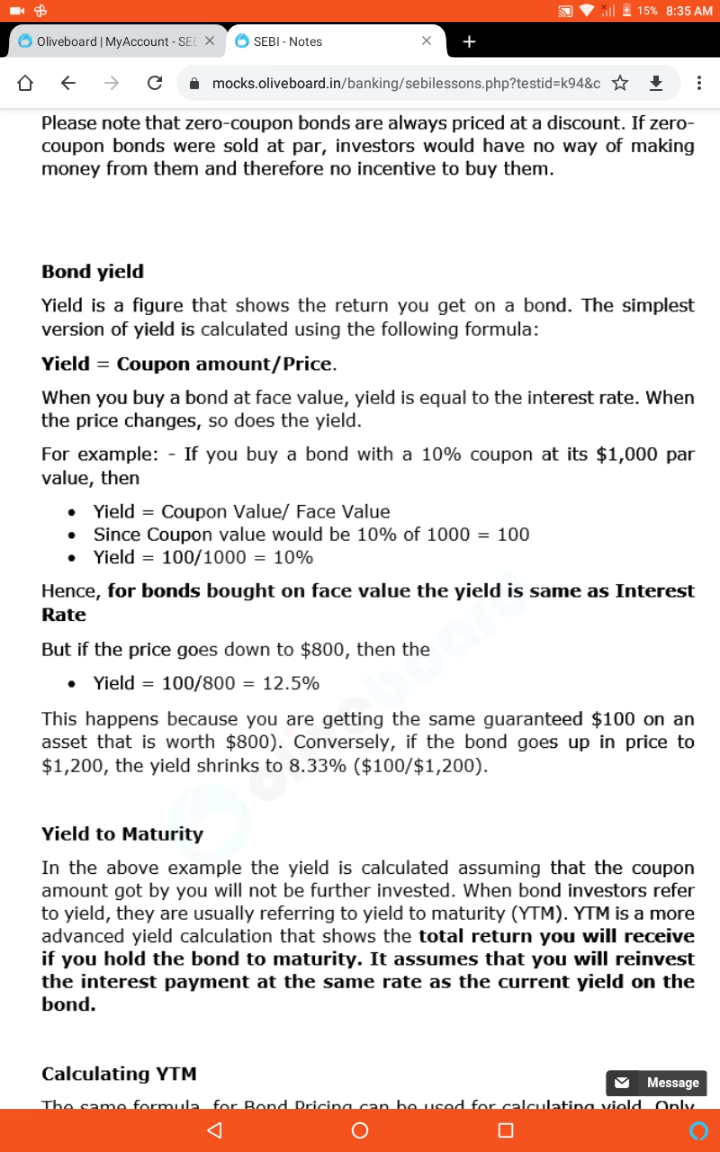 15% 8:35 AM
Oliveboard | MyAccount - SEE
SEBI - Notes
mocks.oliveboard.in/banking/sebilessons.php?testid=k94&c
Please note that zero-coupon bonds are always priced at a discount. If zero-
coupon bonds were sold at par, investors would have no way of making
money from them and therefore no incentive to buy them.
Bond yield
Yield is a figure that shows the return you get on a bond. The simplest
version of yield is calculated using the following formula:
Yield = Coupon amount/Price.
When you buy a bond at face value, yield is equal to the interest rate. When
the price changes, so does the yield.
For example: - If you buy a bond with a 10% coupon at its $1,000 par
value, then
• Yield = Coupon Value/ Face Value
• Since Coupon value would be 10% of 1000 = 100
• Yield = 100/1000 = 10%
Hence, for bonds bought on face value the yield is same as Interest
Rate
But if the price goes down to $800, then the
• Yield = 100/800 = 12.5%
This happens because you are getting the same guaranteed $100 on an
asset that is worth $800). Conversely, if the bond goes up in price to
$1,200, the yield shrinks to 8.33% ($100/$1,200).
oliveboard
Yield to Maturity
In the above example the yield is calculated assuming that the coupon
amount got by you will not be further invested. When bond investors refer
to yield, they are usually referring to yield to maturity (YTM). YTM is a more
advanced yield calculation that shows the total return you will receive
if you hold the bond to maturity. It assumes that you will reinvest
the interest payment at the same rate as the current yield on the
bond.
Calculating YTM
Message
The same formula for Bond Pricing can be used for calculating yield. Only